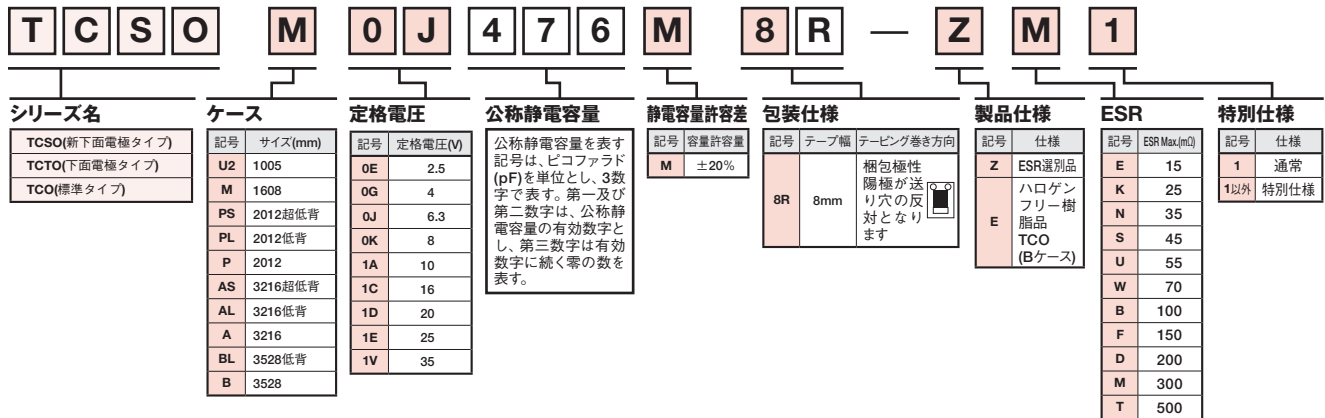 T C S O M 0 J 4 7 6 M 8 R — Z M 1
シリーズ名
TCSO(新下面電極タイプ)
TCTO(下面電極タイプ)
TCO(標準タイプ)
ケース
記号 サイズ(mm)
U2 1005
M 1608
PS 2012超低背
PL 2012低背
P 2012
AS 3216超低背
AL 3216低背
A 3216
BL 3528低背
B 3528
定格電圧
記号 定格電圧(V)
0E 2.5
0G 4
0J 6.3
0K 8
1A 10
1C 16
1D 20
1E 25
1V 35
公称静電容量
公称静電容量を表す
記号は、ピコファラド
(pF)を単位とし、3数
字で表す。第一及び
第二数字は、公称静
電容量の有効数字と
し、第三数字は有効
数字に続く零の数を
表す。
静電容量許容差
記号 容量許容量
M ±20%
包装仕様
記号 テープ幅 テーピング巻き方向
8R 8mm
梱包極性
陽極が送
り穴の反
対となり
ます
製品仕様
記号 仕様
Z ESR選別品
E
ハロゲン
フリー樹
脂品
TCO
(Bケース)
ESR
記号 ESR Max.(mΩ)
E 15
K 25
N 35
S 45
U 55
W 70
B 100
F 150
D 200
M 300
T 500
特別仕様
記号 仕様
1 通常
1以外 特別仕様